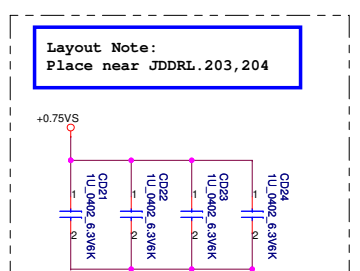 Layout Note:
Place near JDDRL.203,204
+0.75VS
CD21
1U_0402_6.3V6K
CD22
1U_0402_6.3V6K
CD23
1U_0402_6.3V6K
CD24
1U_0402_6.3V6K
1
1
1
1
2
2
2
2